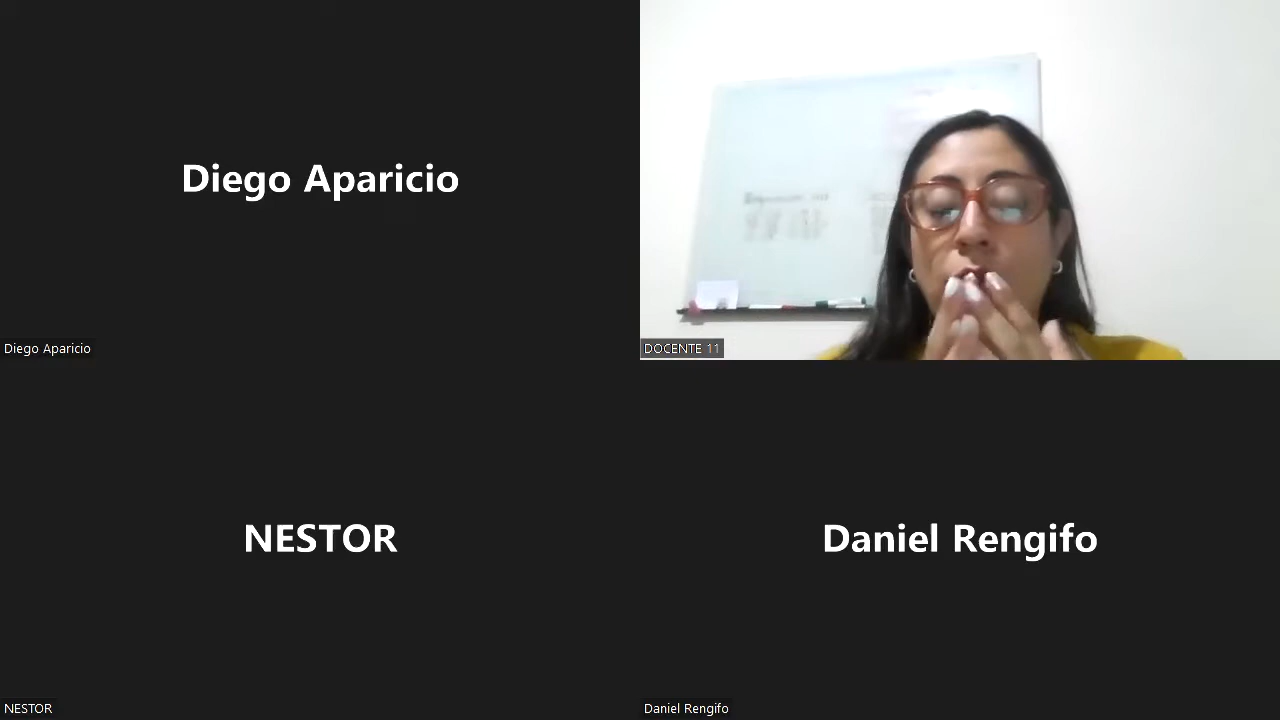 Diego Aparicio
Diego Aparicio
DOCENTE 11
NESTOR
NESTOR
Daniel Rengifo
Daniel Rengifo